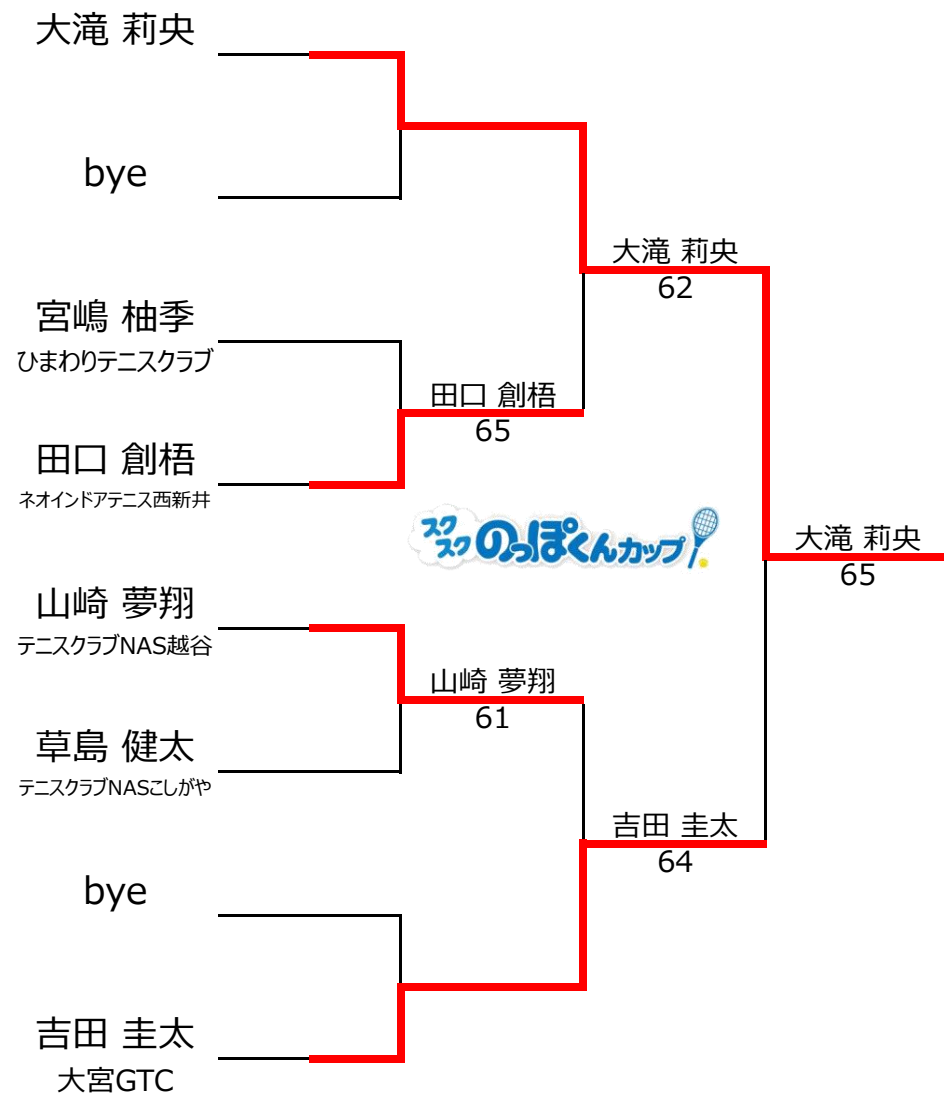 大滝 莉央
bye
宮嶋 柚季
ひまわりテニスクラブ
田口 創梧
ネオインドアテニス西新井
山崎 夢翔
テニスクラブNAS越谷
草島 健太
テニスクラブNASこしがや
bye
吉田 圭太
大宮GTC
田口 創梧
65
山崎 夢翔
61
大滝 莉央
62
吉田 圭太
64
スクスクのっぽくんカップ
大滝 莉央
65